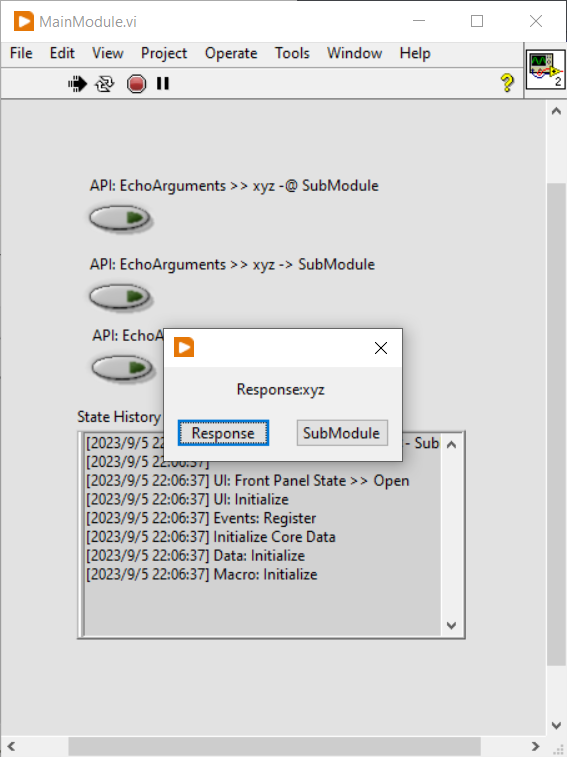 MainModule.vi
File Edit View Project Operate Tools Window Help
2
API: EchoArguments >> xyz -@ SubModule
API: EchoArguments >> xyz -> SubModule
API: EchoA
Response:xyz
Response SubModule
State History
[2023/9/5 22: - Sub
[2023/9/5 22:06:37]
[2023/9/5 22:06:37] UI: Front Panel State >> Open
[2023/9/5 22:06:37] UI: Initialize
[2023/9/5 22:06:37] Events: Register
[2023/9/5 22:06:37] Initialize Core Data
[2023/9/5 22:06:37] Data: Initialize
[2023/9/5 22:06:37] Macro: Initialize